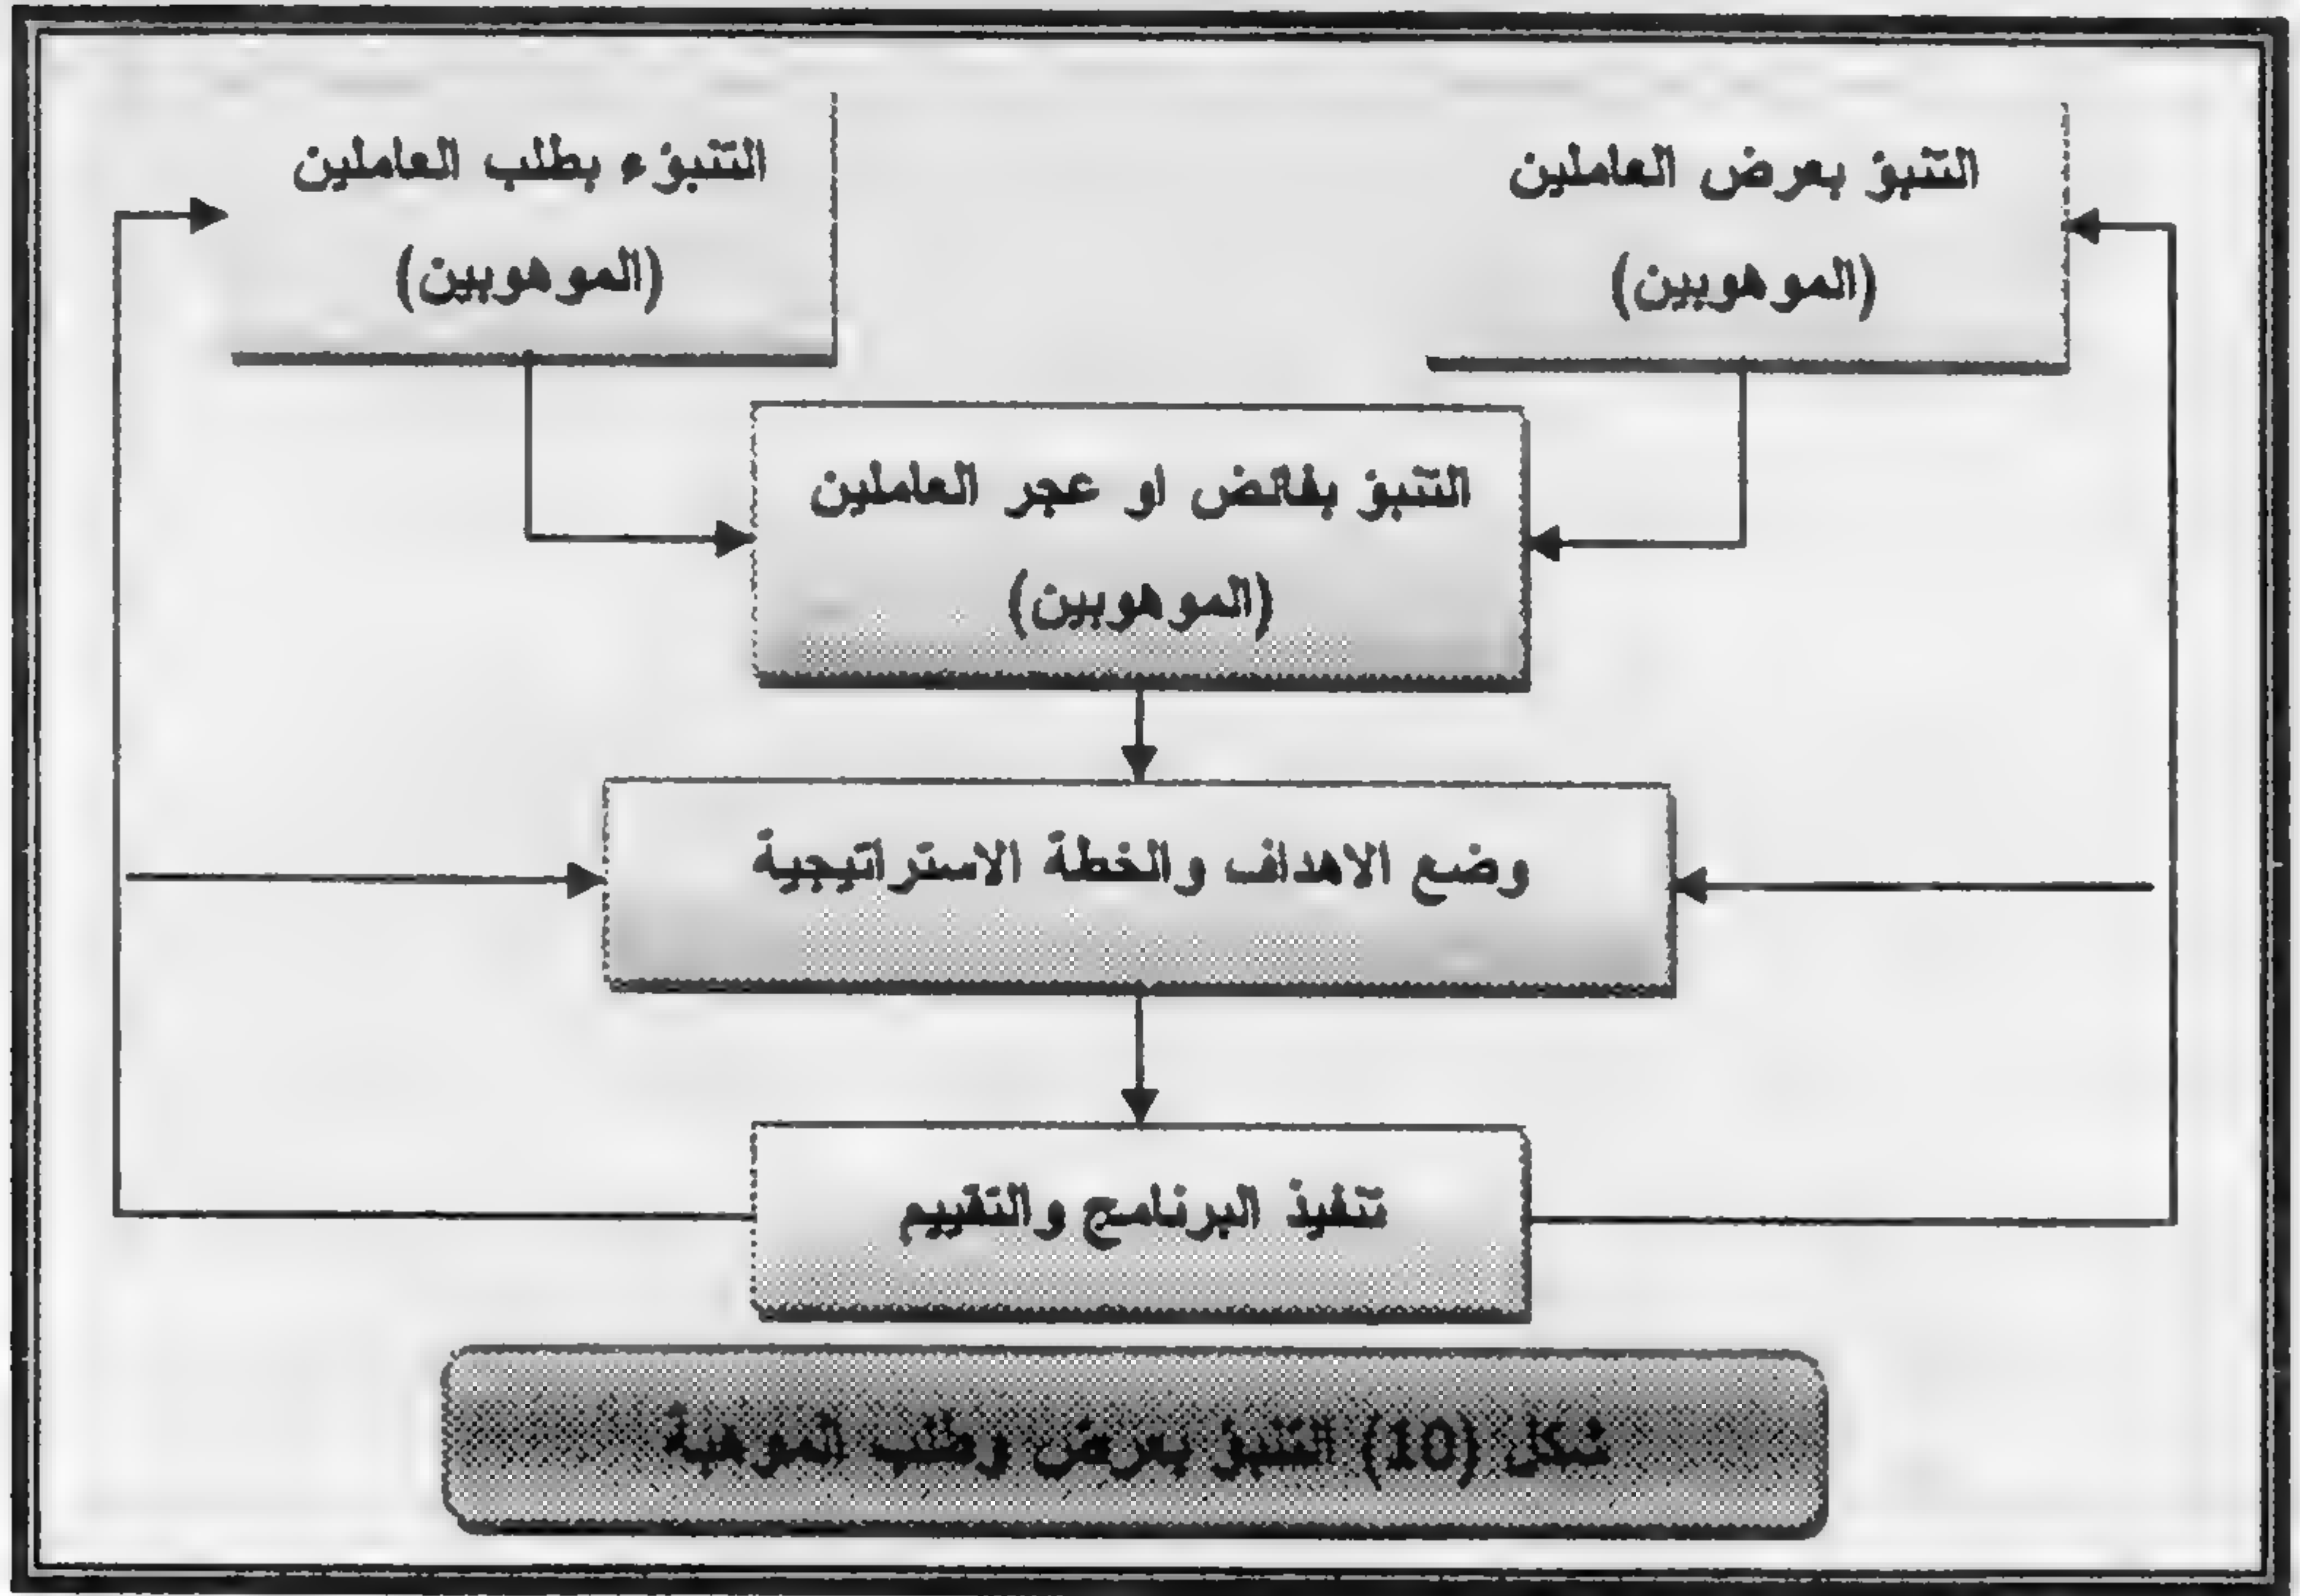 التنبؤ بعرض العاملين
(الموهوبين)
التنبؤء بطلب العاملين
(الموهوبين)
التنبؤ بفائض او عجر العاملين
(الموهوبين)
وضع الاهداف والخطة الاستراتيجية
تنفيذ البرنامج والتقييم
شكل (10) التنبؤ بعرض وطلب الموهبة